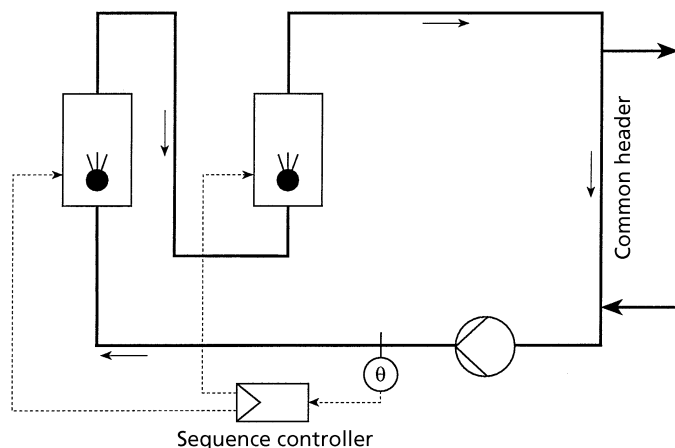 Common header
θ
Sequence controller